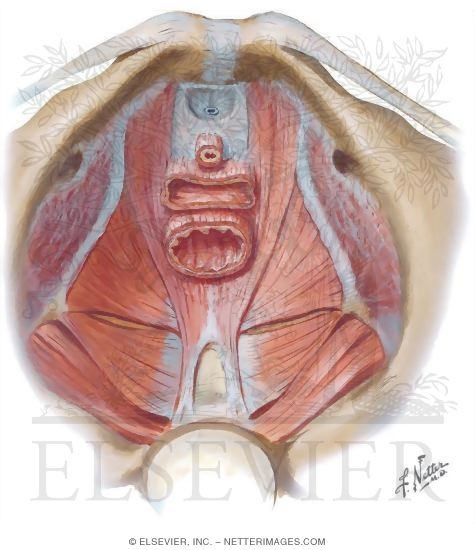 ELSEVIER
F. Netter
M.D.
© ELSEVIER, INC. – NETTERIMAGES.COM